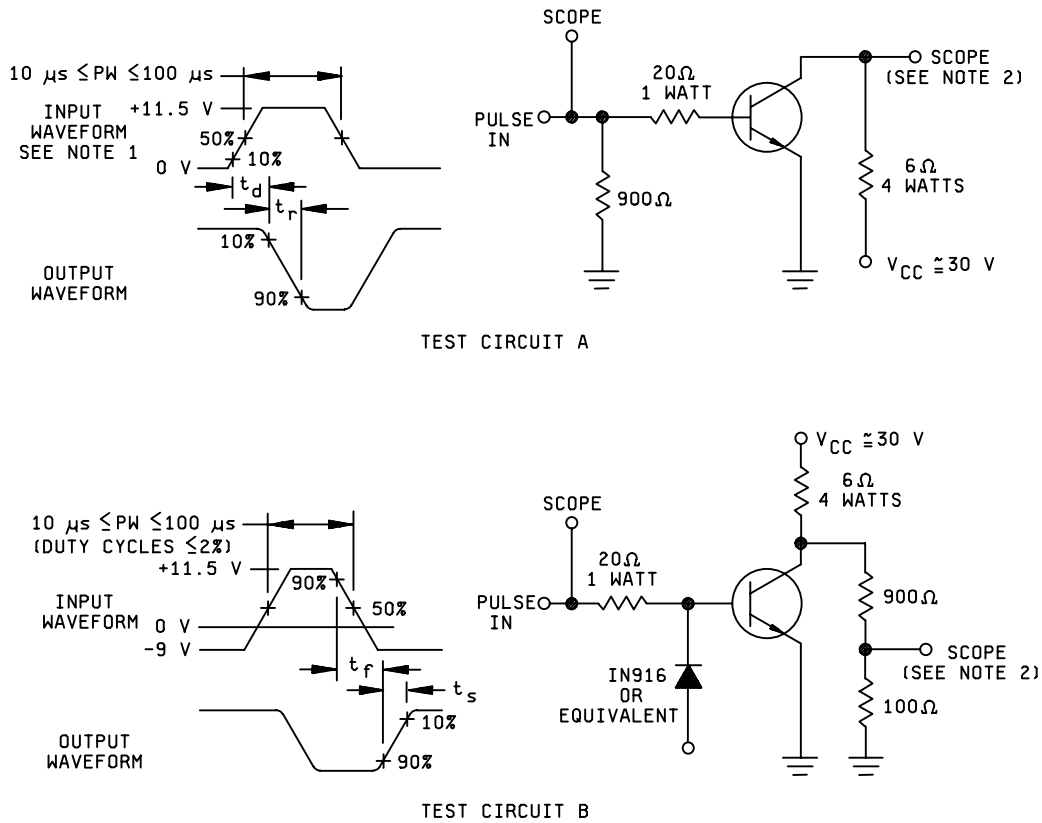 SCOPE
10 µs ≤PW ≤100 µs
INPUT
WAVEFORM
SEE NOTE 1
+11.5 V
50%
10%
0 V
t_d
t_r
10%
90%
OUTPUT
WAVEFORM
PULSE
IN
20Ω
1 WATT
900Ω
SCOPE
(SEE NOTE 2)
6Ω
4 WATTS
V_CC ≅30 V
TEST CIRCUIT A
10 µs ≤PW ≤100 µs
(DUTY CYCLES ≤2%)
+11.5 V
90%
INPUT
WAVEFORM
50%
0 V
-9 V
t_f
t_s
10%
90%
OUTPUT
WAVEFORM
SCOPE
PULSE
IN
20Ω
1 WATT
IN916
OR
EQUIVALENT
V_CC ≅30 V
6Ω
4 WATTS
900Ω
SCOPE
(SEE NOTE 2)
100Ω
TEST CIRCUIT B